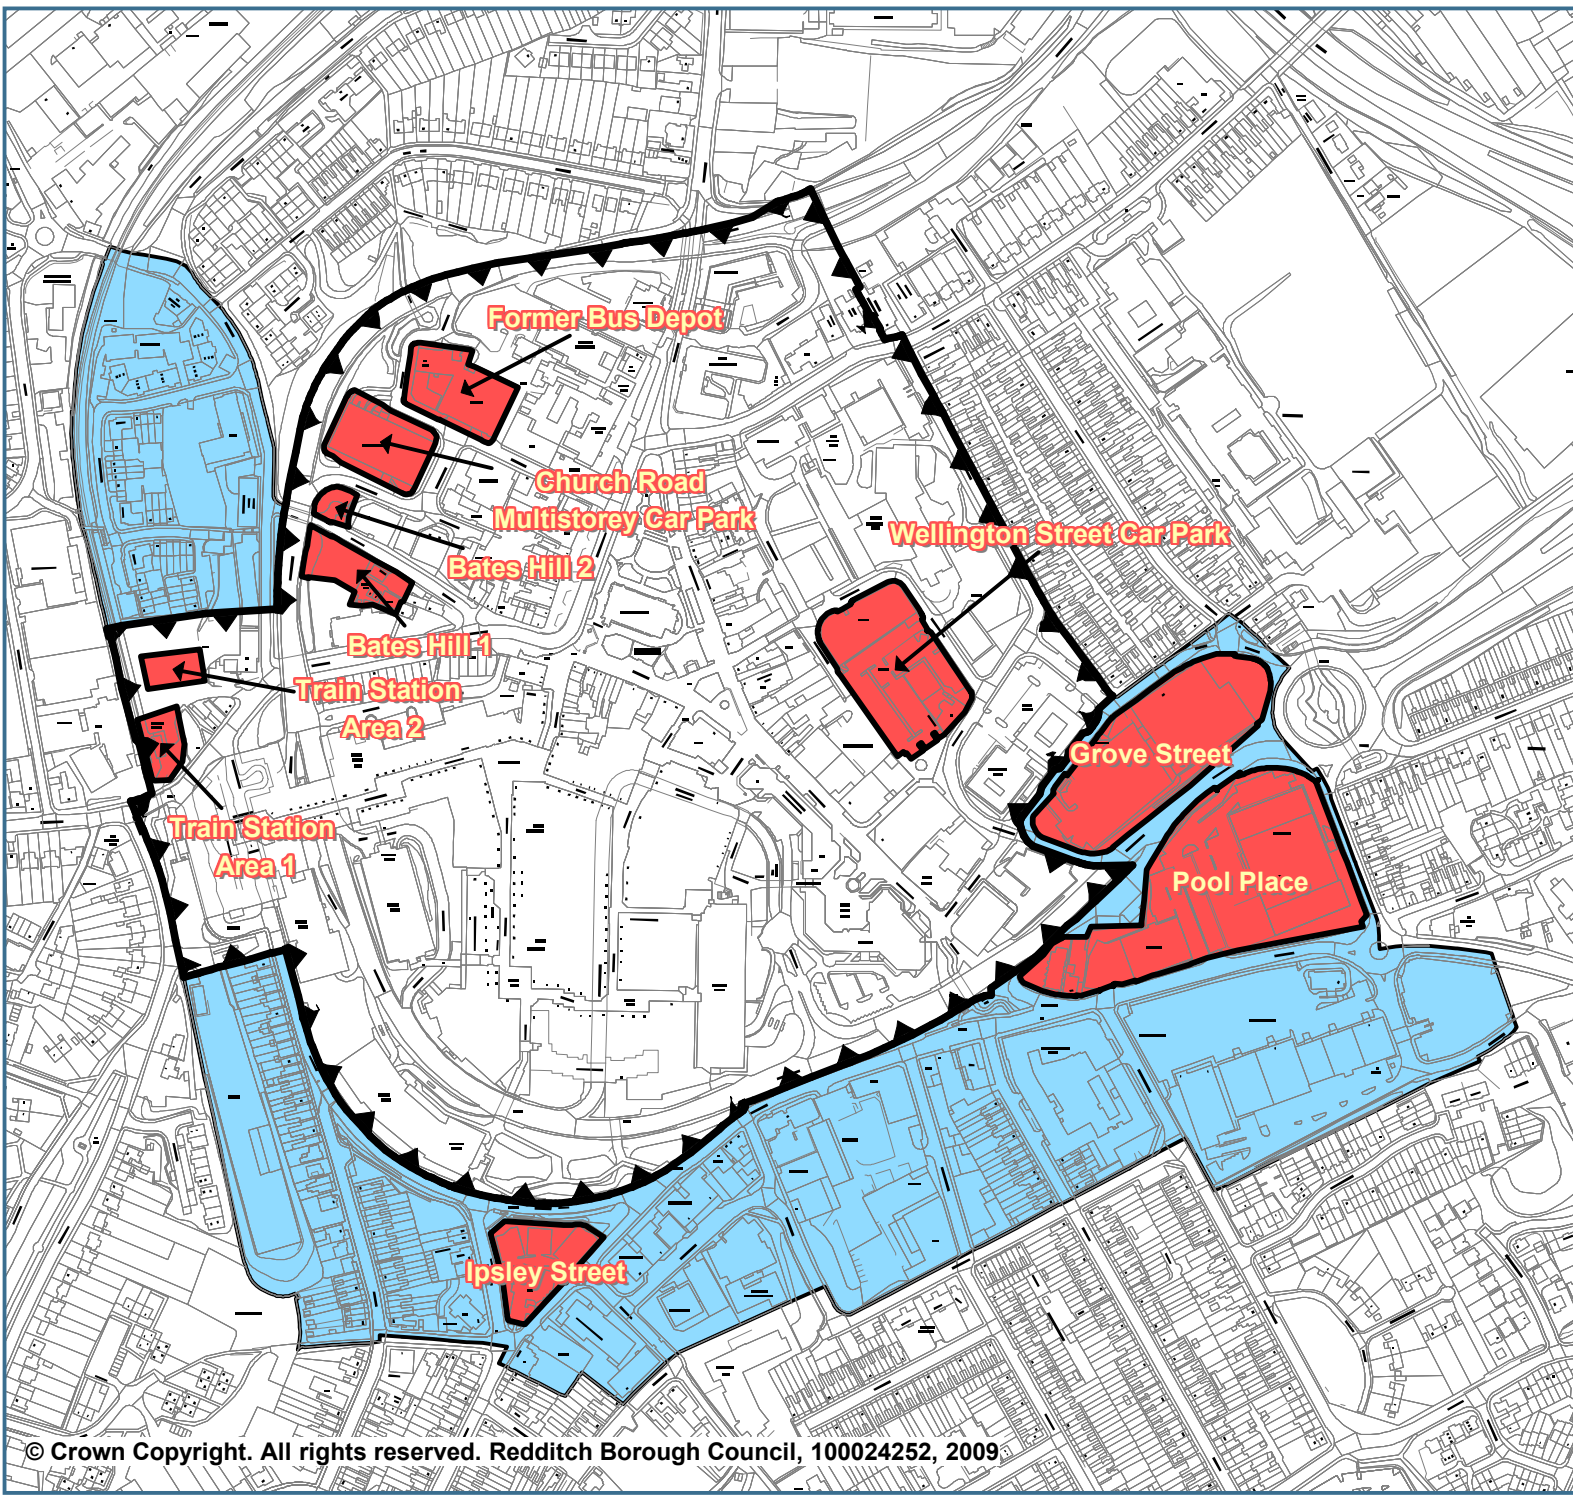 Former Bus Depot
Church Road
Multistorey Car Park
Wellington Street Car Park
Bates Hill 2
Bates Hill 1
Train Station
Area 2
Grove Street
Train Station
Area 1
Pool Place
Ipsley Street
© Crown Copyright. All rights reserved. Redditch Borough Council, 100024252, 2009